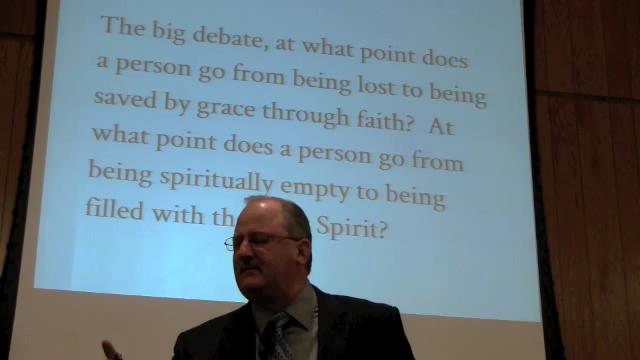 The big debate, at what point does
a person go from being lost to being
saved by grace through faith? At
what point does a person go from
being spiritually empty to being
filled with Spirit?